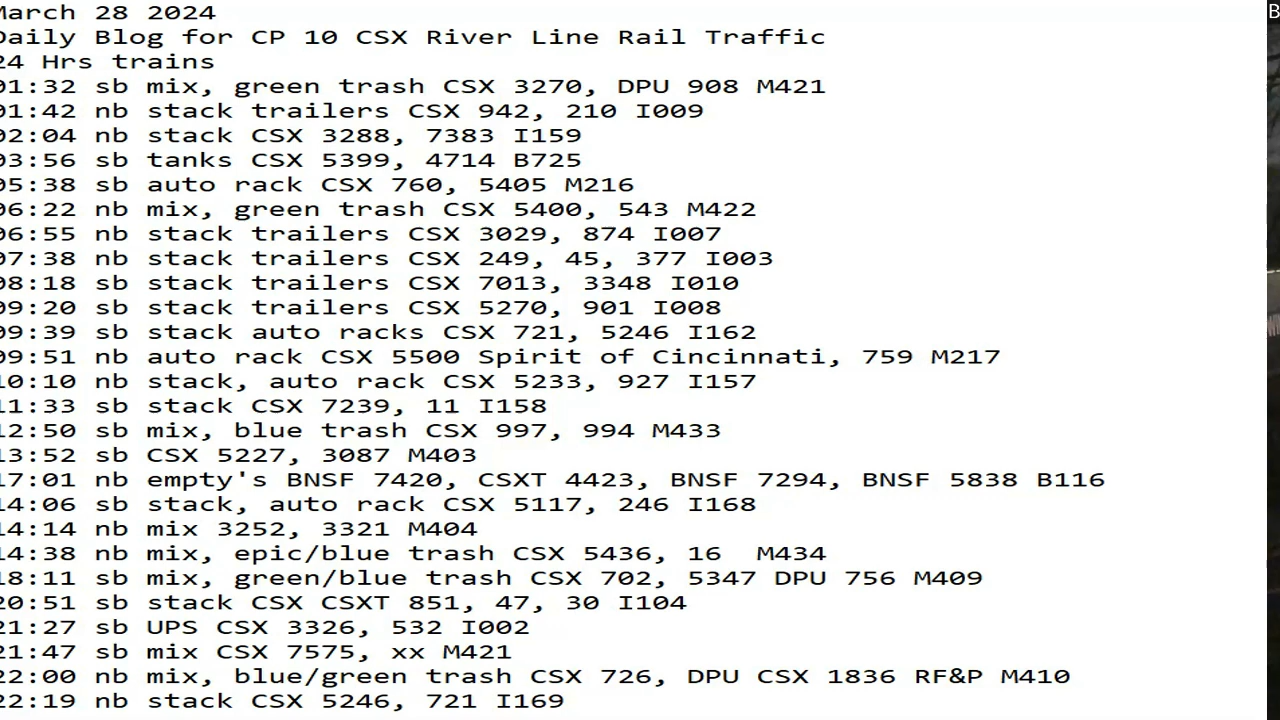 March 28 2024
Daily Blog for CP 10 CSX River Line Rail Traffic
24 Hrs trains
01:32 sb mix, green trash CSX 3270, DPU 908 M421
01:42 nb stack trailers CSX 942, 210 I009
02:04 nb stack CSX 3288, 7383 I159
03:56 sb tanks CSX 5399, 4714 B725
05:38 sb auto rack CSX 760, 5405 M216
06:22 nb mix, green trash CSX 5400, 543 M422
06:55 nb stack trailers CSX 3029, 874 I007
07:38 nb stack trailers CSX 249, 45, 377 I003
08:18 sb stack trailers CSX 7013, 3348 I010
09:20 sb stack trailers CSX 5270, 901 I008
09:39 sb stack auto racks CSX 721, 5246 I162
09:51 nb auto rack CSX 5500 Spirit of Cincinnati, 759 M217
10:10 nb stack, auto rack CSX 5233, 927 I157
11:33 sb stack CSX 7239, 11 I158
12:50 sb mix, blue trash CSX 997, 994 M433
13:52 sb CSX 5227, 3087 M403
17:01 nb empty's BNSF 7420, CSXT 4423, BNSF 7294, BNSF 5838 B116
14:06 sb stack, auto rack CSX 5117, 246 I168
14:14 nb mix 3252, 3321 M404
14:38 nb mix, epic/blue trash CSX 5436, 16  M434
18:11 sb mix, green/blue trash CSX 702, 5347 DPU 756 M409
20:51 sb stack CSX CSXT 851, 47, 30 I104
21:27 sb UPS CSX 3326, 532 I002
21:47 sb mix CSX 7575, xx M421
22:00 nb mix, blue/green trash CSX 726, DPU CSX 1836 RF&P M410
22:19 nb stack CSX 5246, 721 I169
B